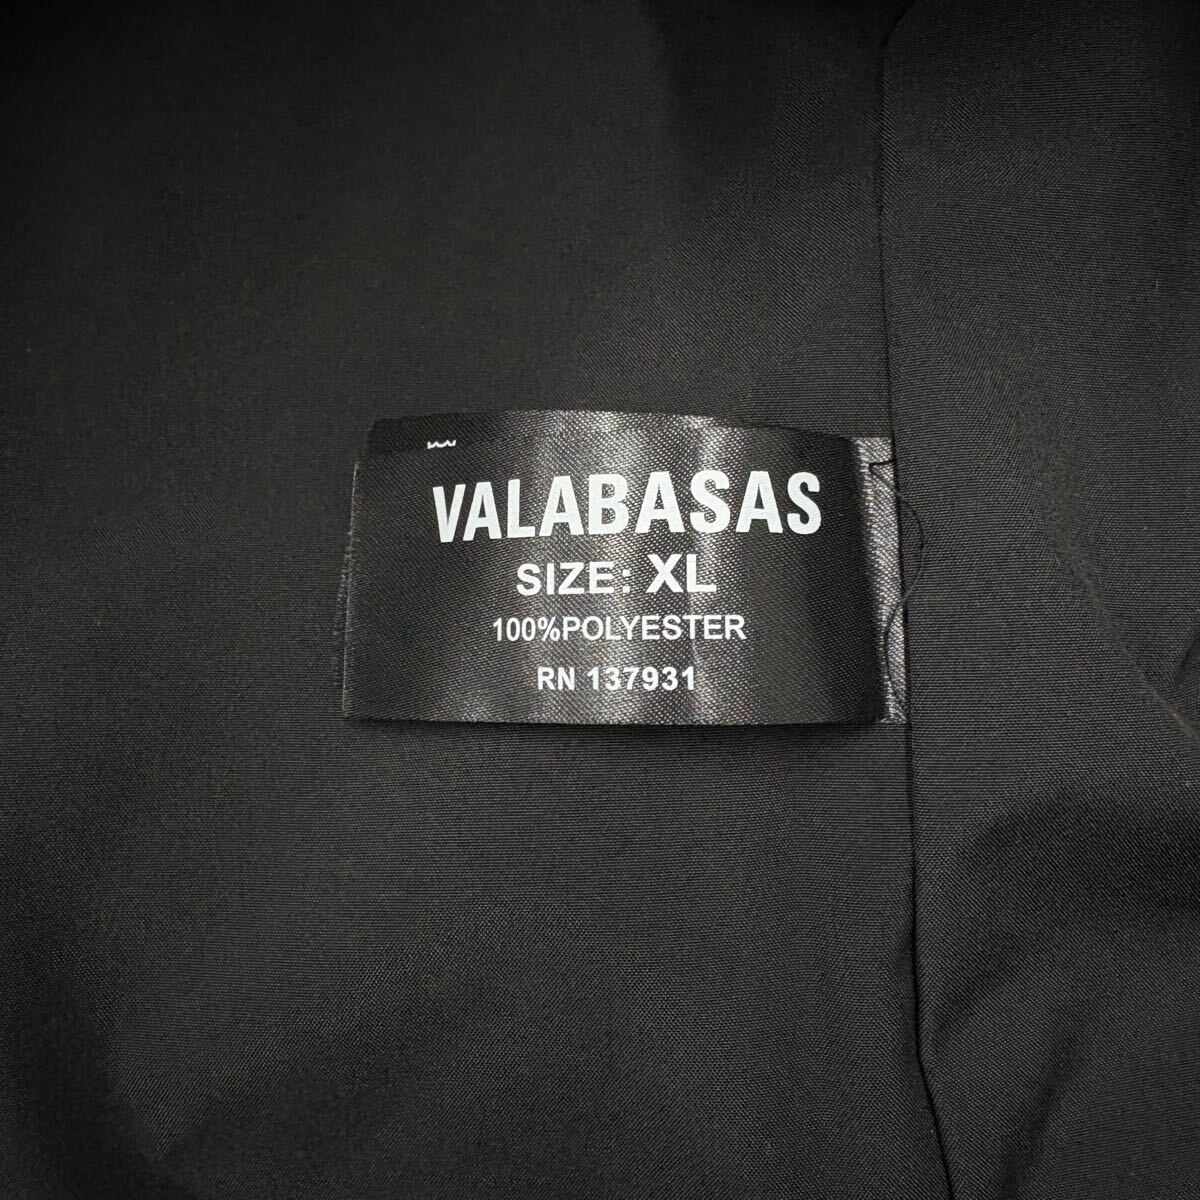 VALABASAS
SIZE: XL
100%POLYESTER
RN 137931